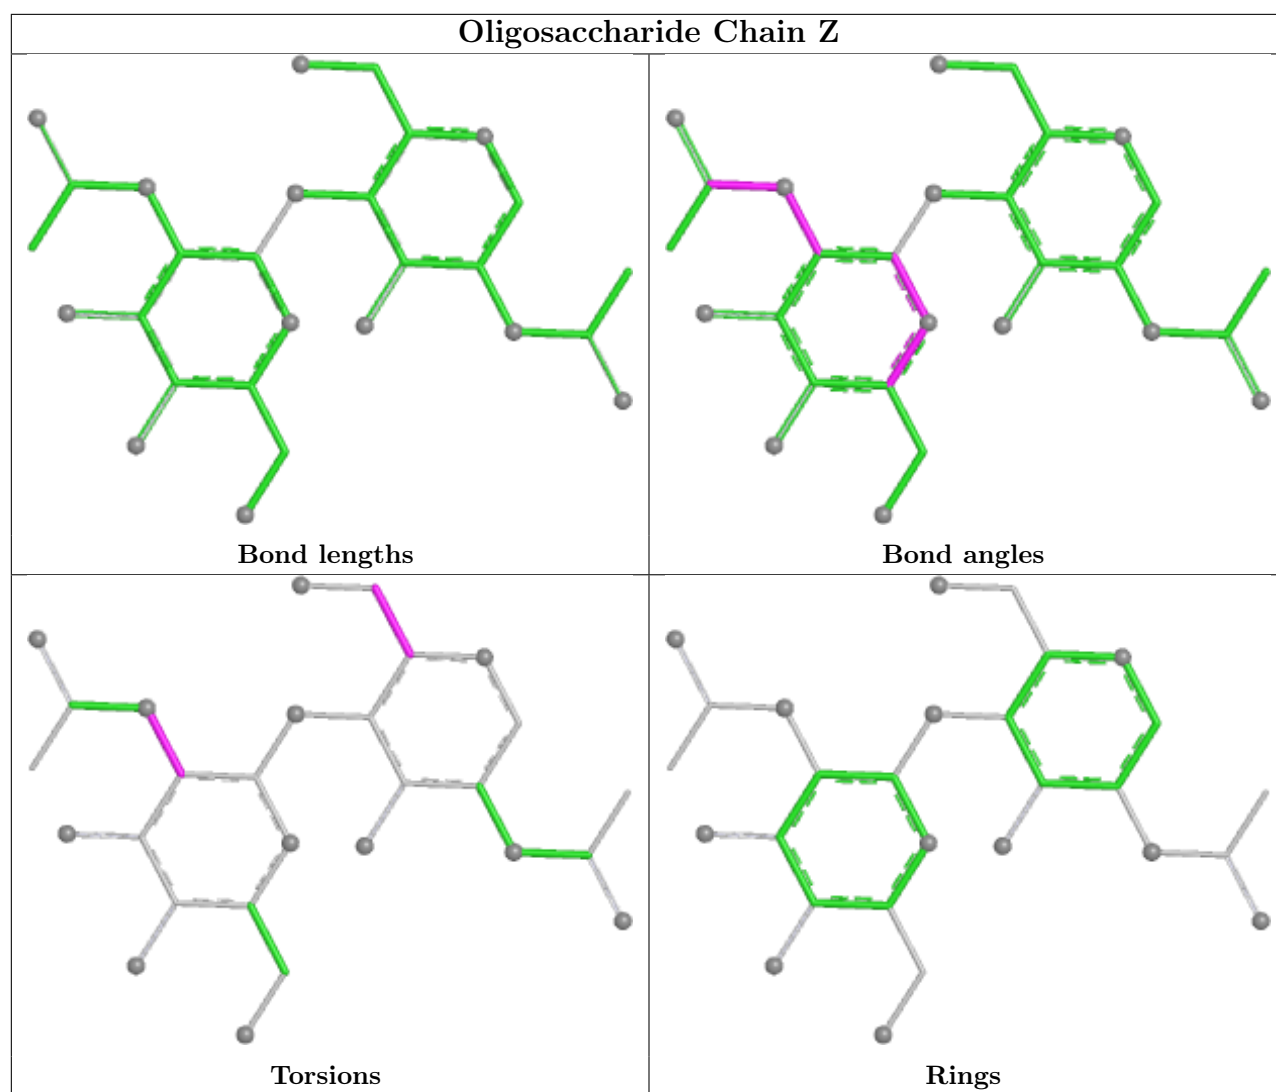 Oligosaccharide Chain Z
Bond lengths
Bond angles
Torsions
Rings